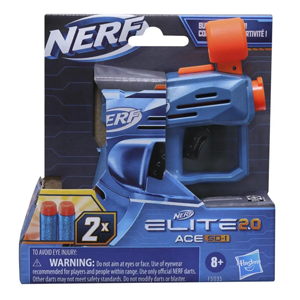 NERF
NERF
2x
NERF
ELITE 2.0
ACE SD-1
TO AVOID EYE INJURY:
WARNING: Do not aim at eyes or face. Use of eyewear
recommended for players and people within range. Use only official NERF darts.
Other darts may not meet safety standards. Do not modify darts or blaster.
8+
Hasbro